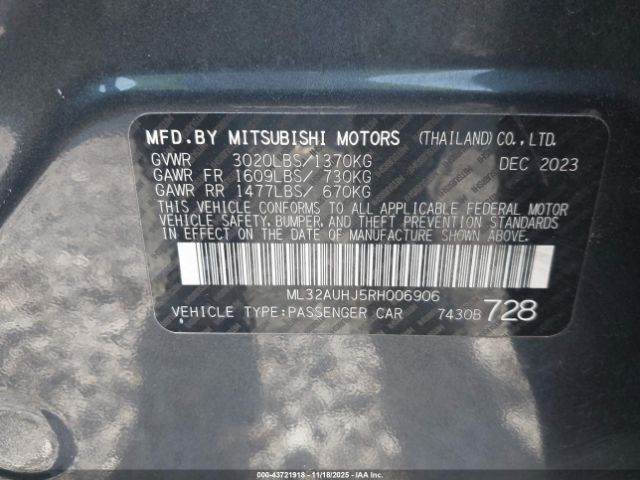 MFD.BY MITSUBISHI MOTORS (THAILAND)CO.,LTD.
GVWR 3020LBS/1370KG DEC 2023
GAWR FR 1609LBS/ 730KG
GAWR RR 1477LBS/ 670KG
THIS VEHICLE CONFORMS TO ALL APPLICABLE FEDERAL MOTOR
VEHICLE SAFETY, BUMPER, AND THEFT PREVENTION STANDARDS
IN EFFECT ON THE DATE OF MANUFACTURE SHOWN ABOVE.
ML32AUHJ5RH006906
VEHICLE TYPE:PASSENGER CAR 7430B 728
000-43721918 - 11/18/2025 - IAA Inc.